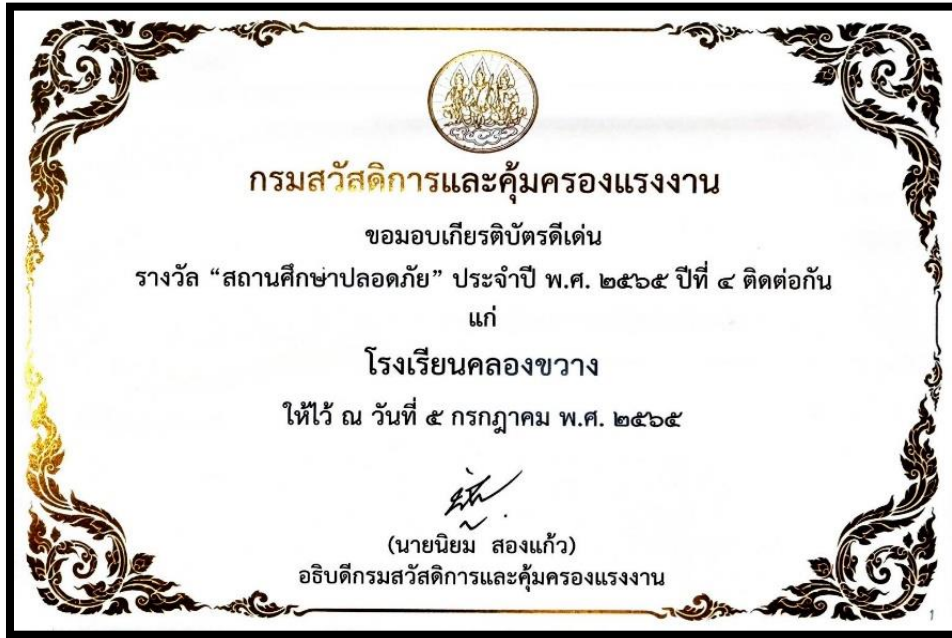 กรมสวัสดิการและคุ้มครองแรงงาน
ขอมอบเกียรติบัตรดีเด่น
รางวัล “สถานศึกษาปลอดภัย” ประจำปี พ.ศ. ๒๕๖๕ ปีที่ ๔ ติดต่อกัน
แก่
โรงเรียนคลองขวาง
ให้ไว้ ณ วันที่ ๕ กรกฎาคม พ.ศ. ๒๕๖๕
(นายนิยม สองแก้ว)
อธิบดีกรมสวัสดิการและคุ้มครองแรงงาน
1